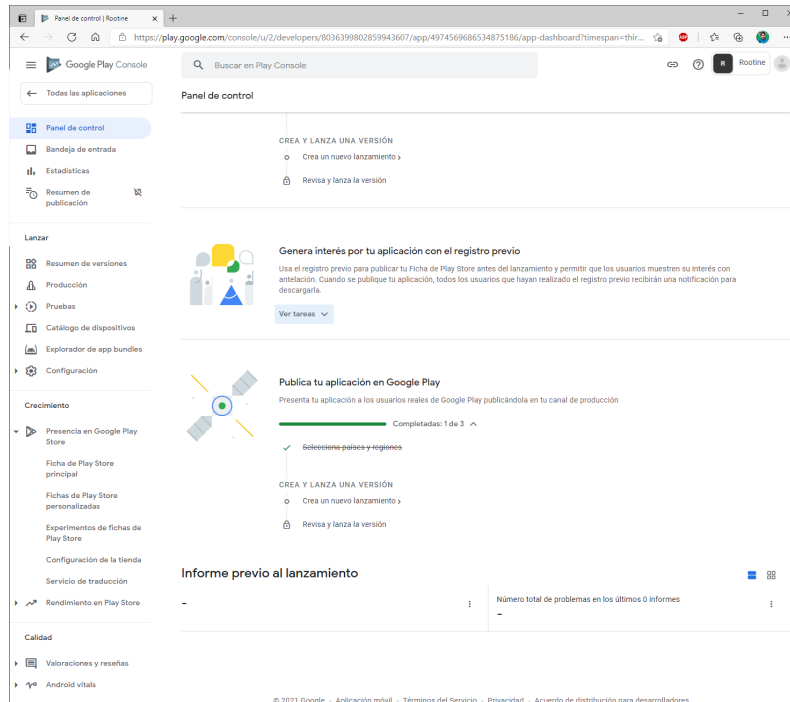 Panel de control | Rootine
https://play.google.com/console/u/2/developers/8036399802859943607/app/4974569686534875186/app-dashboard?timespan=thir...
Google Play Console
Buscar en Play Console
R
Rootine
Todas las aplicaciones
Panel de control
Panel de control
Bandeja de entrada
Estadísticas
Resumen de
publicación
Lanzar
Resumen de versiones
Producción
Pruebas
Catálogo de dispositivos
Explorador de app bundles
Configuración
Crecimiento
Presencia en Google Play
Store
Ficha de Play Store
principal
Fichas de Play Store
personalizadas
Experimentos de fichas de
Play Store
Configuración de la tienda
Servicio de traducción
Rendimiento en Play Store
Calidad
Valoraciones y reseñas
Android vitals
CREA Y LANZA UNA VERSIÓN
Crea un nuevo lanzamiento
Revisa y lanza la versión
Genera interés por tu aplicación con el registro previo
Usa el registro previo para publicar tu Ficha de Play Store antes del lanzamiento y permitir que los usuarios muestren su interés con
antelación. Cuando se publique tu aplicación, todos los usuarios que hayan realizado el registro previo recibirán una notificación para
descargarla.
Ver tareas
Publica tu aplicación en Google Play
Presenta tu aplicación a los usuarios reales de Google Play publicándola en tu canal de producción
Completadas: 1 de 3
Selecciona países y regiones
CREA Y LANZA UNA VERSIÓN
Crea un nuevo lanzamiento
Revisa y lanza la versión
Informe previo al lanzamiento
-
Número total de problemas en los últimos 0 informes
-
© 2021 Google - Aplicación móvil - Términos del Servicio - Privacidad - Acuerdo de distribución para desarrolladores